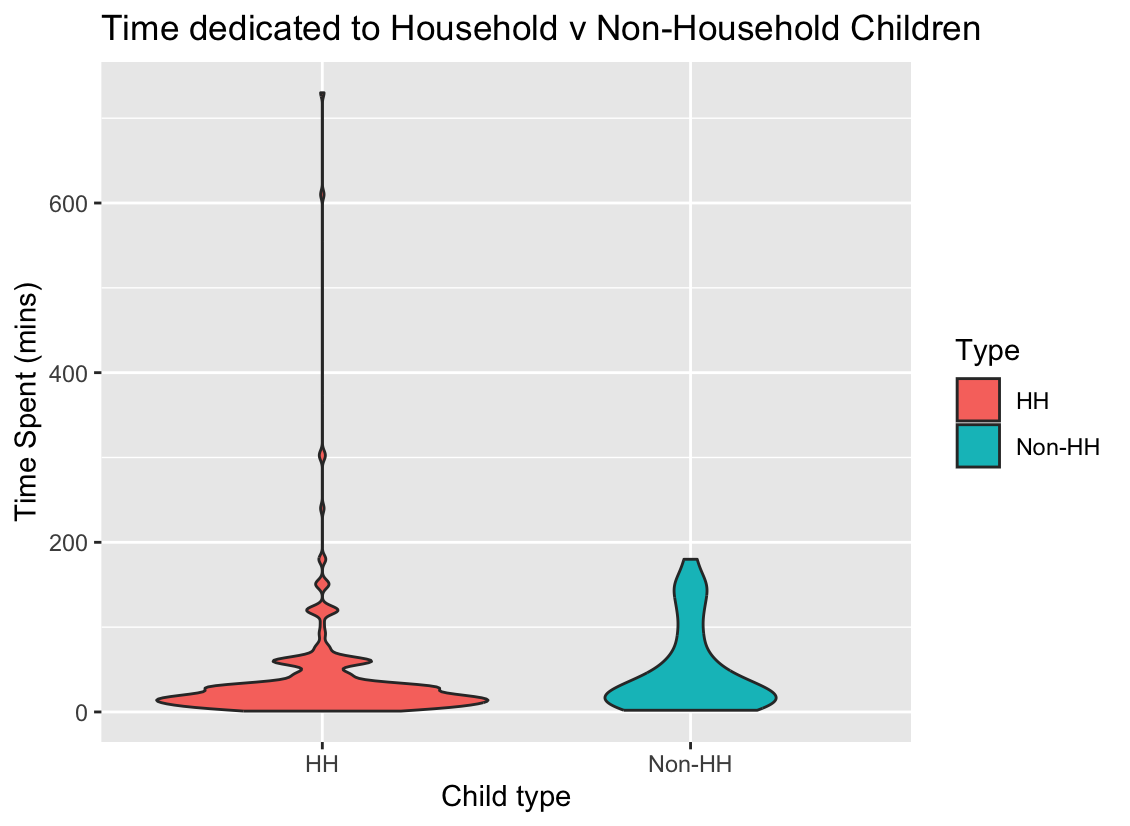 Time dedicated to Household v Non-Household Children
600
400
200
0
Time Spent (mins)
HH
Non-HH
Child type
Type
HH
Non-HH